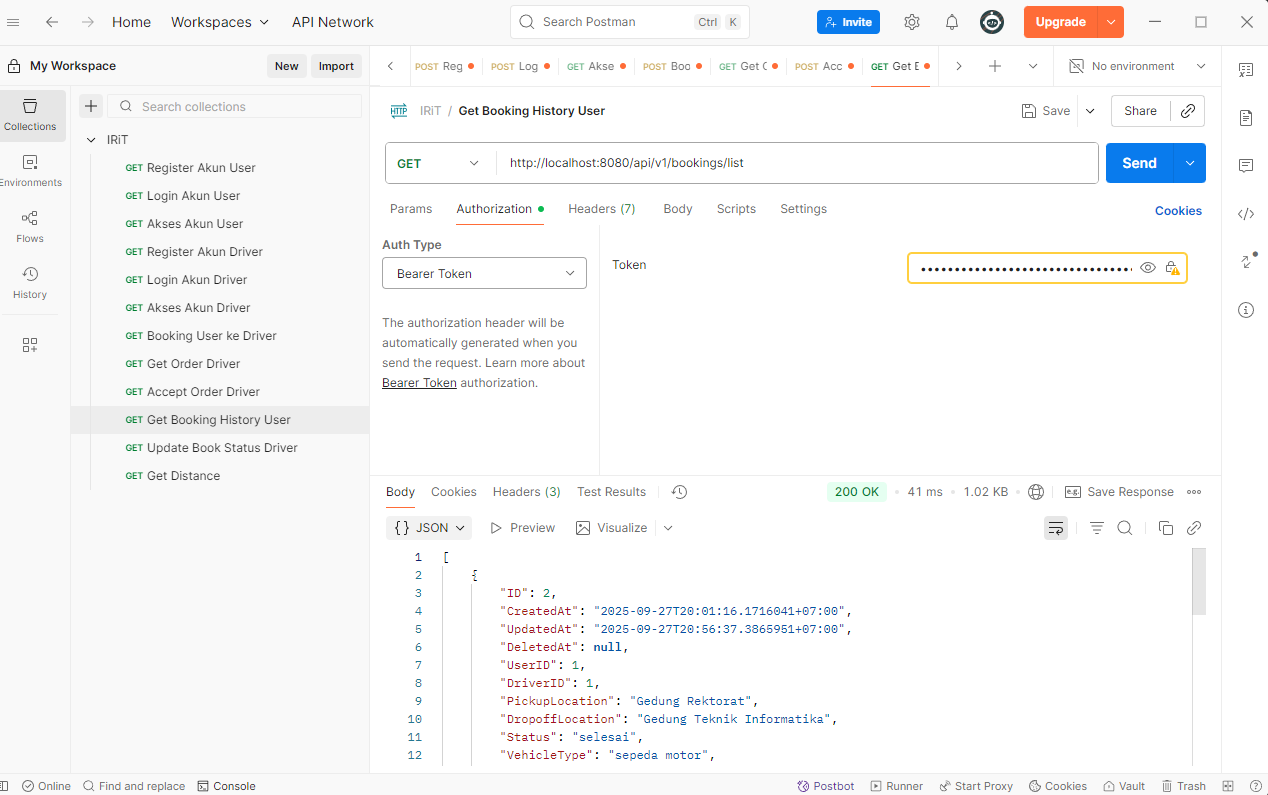 Home Workspaces API Network Search Postman Ctrl K Invite Upgrade
My Workspace New Import
POST Reg POST Log GET Akse POST Boo GET Get C POST Acc GET Get E No environment
Collections
Environments
Flows
History
Search collections
IRiT
GET Register Akun User
GET Login Akun User
GET Akses Akun User
GET Register Akun Driver
GET Login Akun Driver
GET Akses Akun Driver
GET Booking User ke Driver
GET Get Order Driver
GET Accept Order Driver
GET Get Booking History User
GET Update Book Status Driver
GET Get Distance
HTTP IRiT / Get Booking History User Save Share
GET http://localhost:8080/api/v1/bookings/list Send
Params Authorization Headers (7) Body Scripts Settings Cookies
Auth Type
Bearer Token
The authorization header will be
automatically generated when you
send the request. Learn more about
Bearer Token authorization.
Token
Body Cookies Headers (3) Test Results 200 OK 41 ms 1.02 KB e.g. Save Response
{} JSON Preview Visualize
1 [
2 {
3 "ID": 2,
4 "CreatedAt": "2025-09-27T20:01:16.1716041+07:00",
5 "UpdatedAt": "2025-09-27T20:56:37.3865951+07:00",
6 "DeletedAt": null,
7 "UserID": 1,
8 "DriverID": 1,
9 "PickupLocation": "Gedung Rektorat",
10 "DropoffLocation": "Gedung Teknik Informatika",
11 "Status": "selesai",
12 "VehicleType": "sepeda motor",
Online Find and replace Console Postbot Runner Start Proxy Cookies Vault Trash